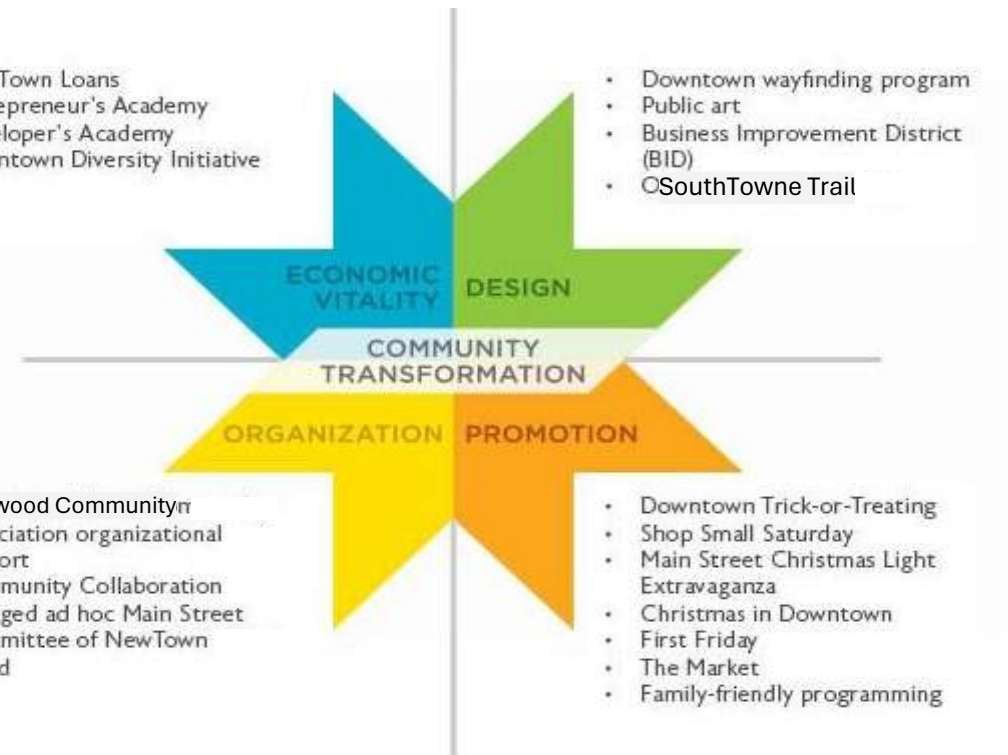 Town Loans
epreneur's Academy
eloper's Academy
ntown Diversity Initiative
• Downtown wayfinding program
• Public art
• Business Improvement District
(BID)
• OSouthTowne Trail
ECONOMIC
VITALITY
DESIGN
COMMUNITY
TRANSFORMATION
ORGANIZATION
PROMOTION
wood Communityn
ciation organizational
ort
munity Collaboration
ged ad hoc Main Street
mittee of NewTown
d
• Downtown Trick-or-Treating
• Shop Small Saturday
• Main Street Christmas Light
Extravaganza
• Christmas in Downtown
• First Friday
• The Market
• Family-friendly programming